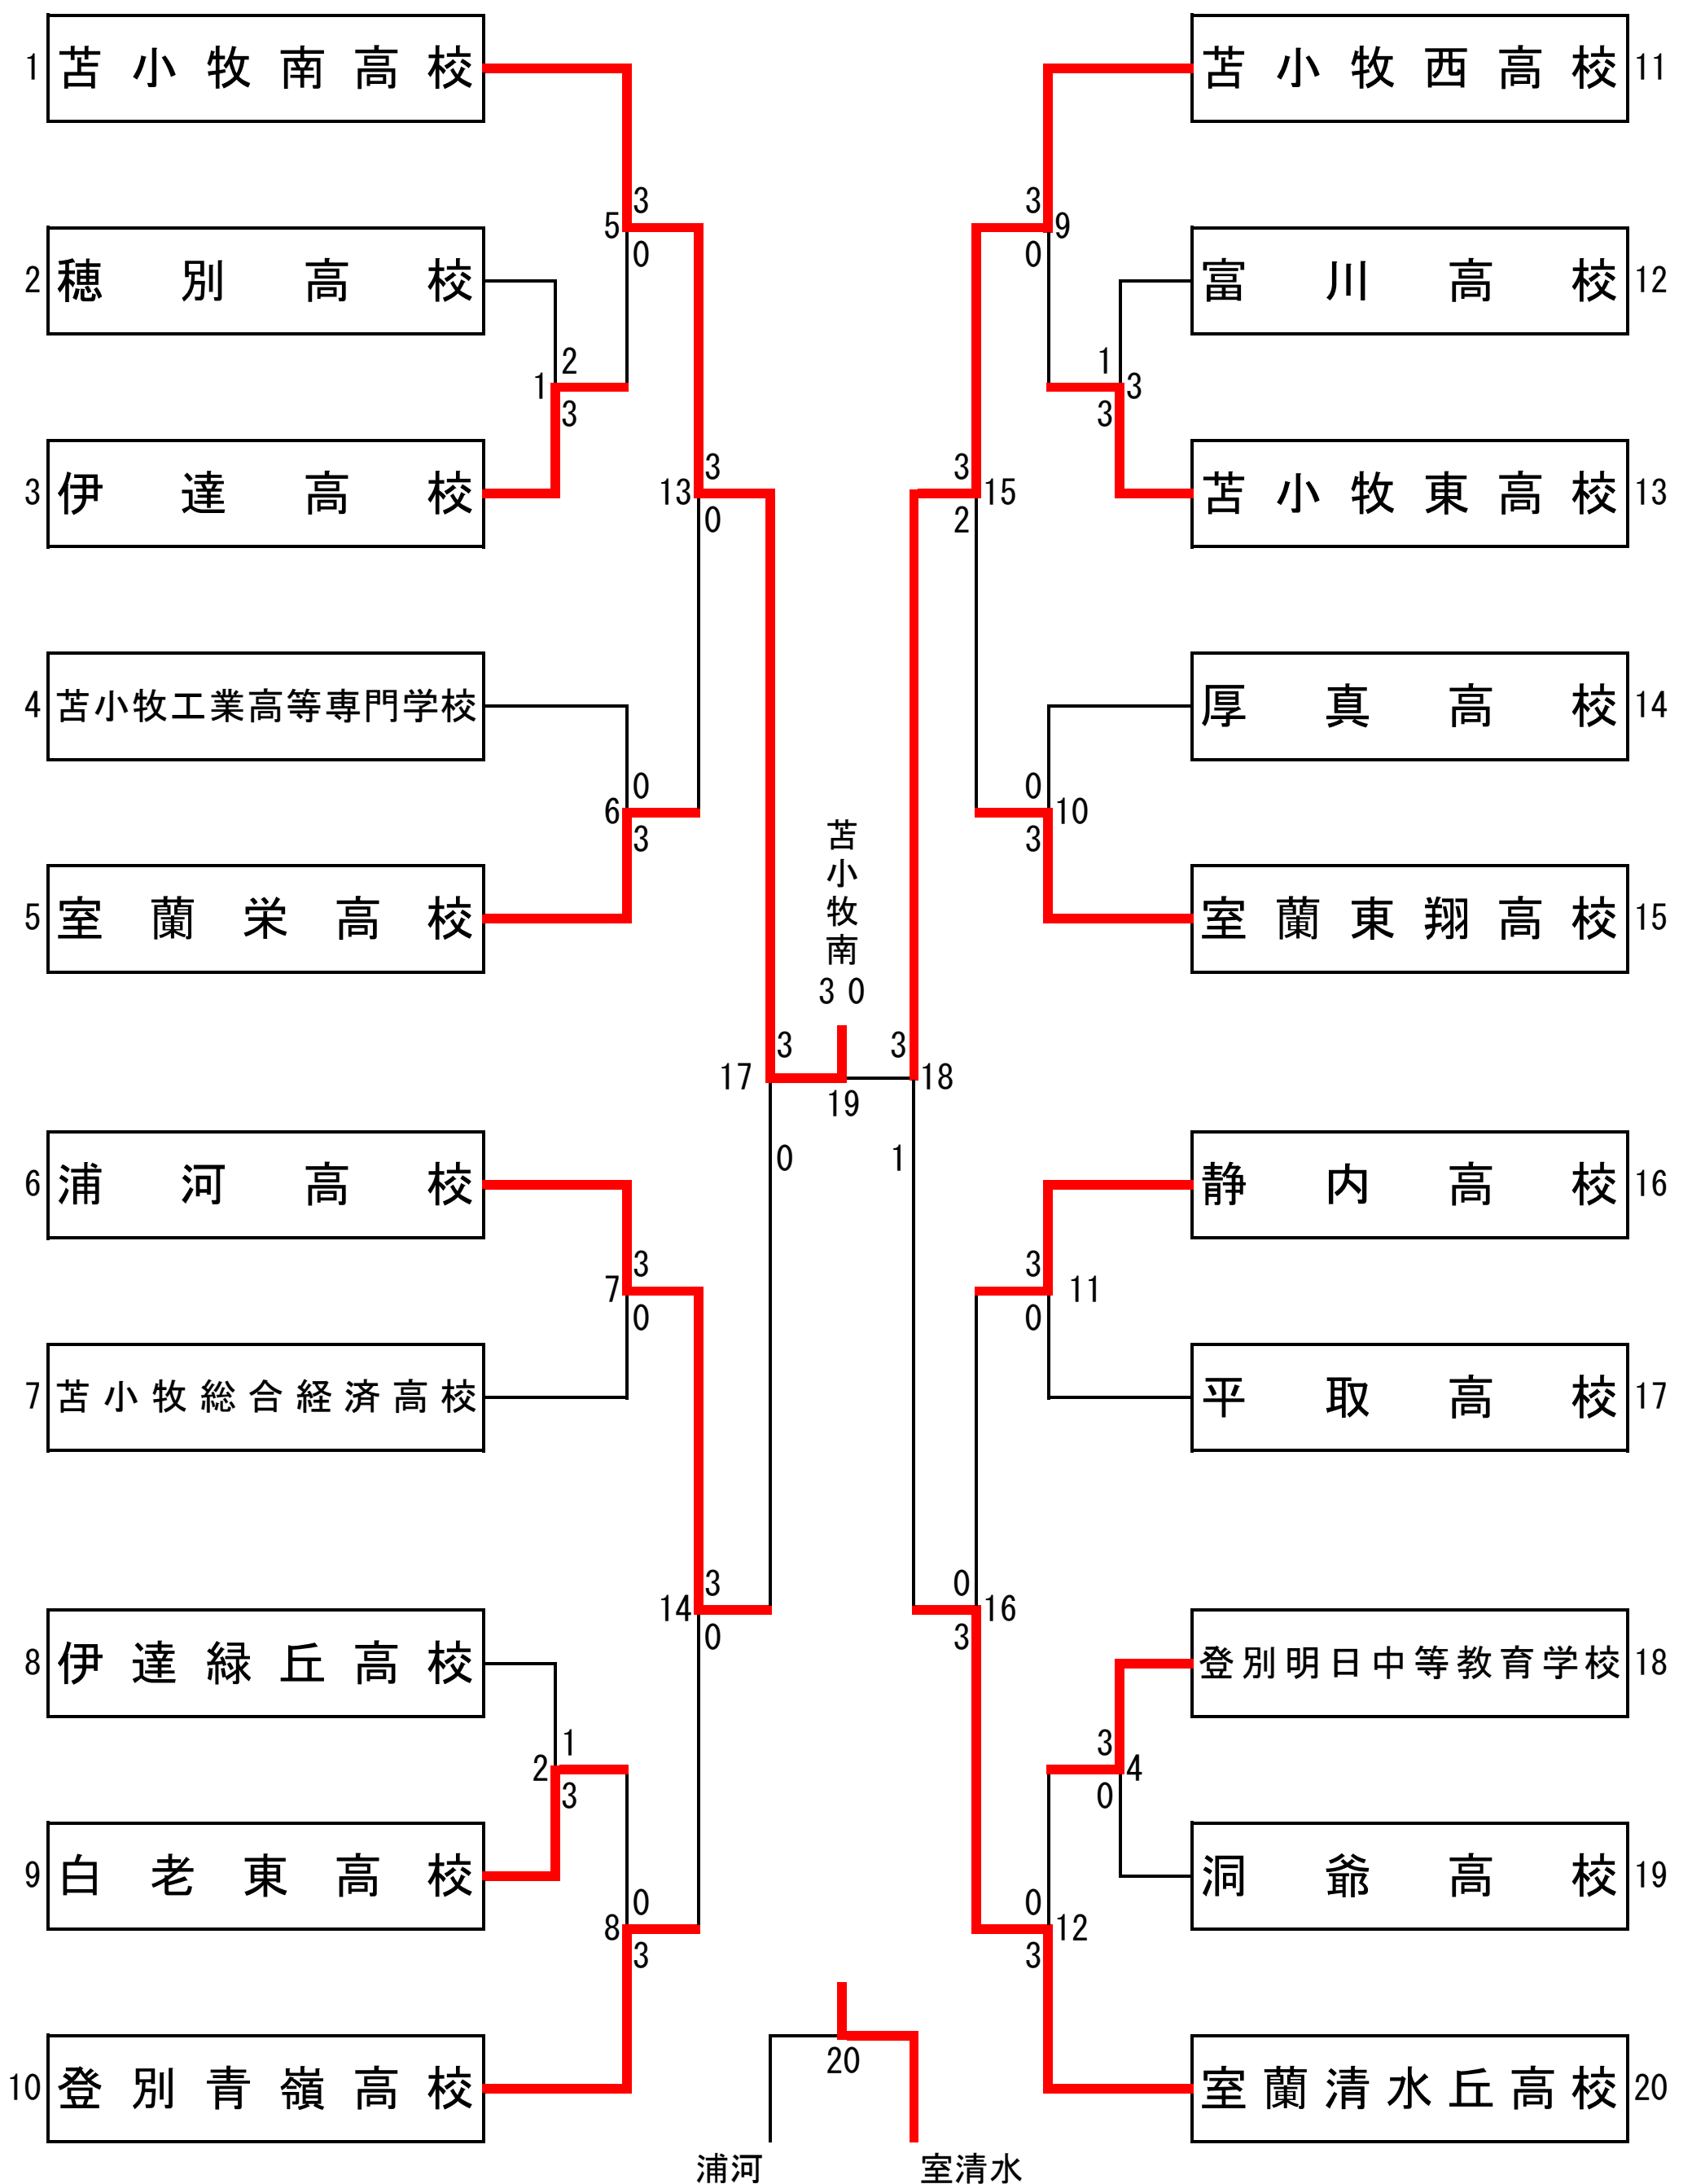 1 苫小牧南高校
2 穂別高校
3 伊達高校
4 苫小牧工業高等専門学校
5 室蘭栄高校
6 浦河高校
7 苫小牧総合経済高校
8 伊達緑丘高校
9 白老東高校
10 登別青嶺高校
3
5
0
2
1
3
3
13
0
0
6
3
3
17
0
3
7
0
3
14
0
1
2
3
0
8
3
苫小牧南
3 0
19
20
浦河 室清水
3
9
0
1
3
3
3
15
2
0
10
3
3
18
1
3
11
0
0
16
3
3
4
0
0
12
3
苫小牧西高校 11
富川高校 12
苫小牧東高校 13
厚真高校 14
室蘭東翔高校 15
静内高校 16
平取高校 17
登別明日中等教育学校 18
洞爺高校 19
室蘭清水丘高校 20